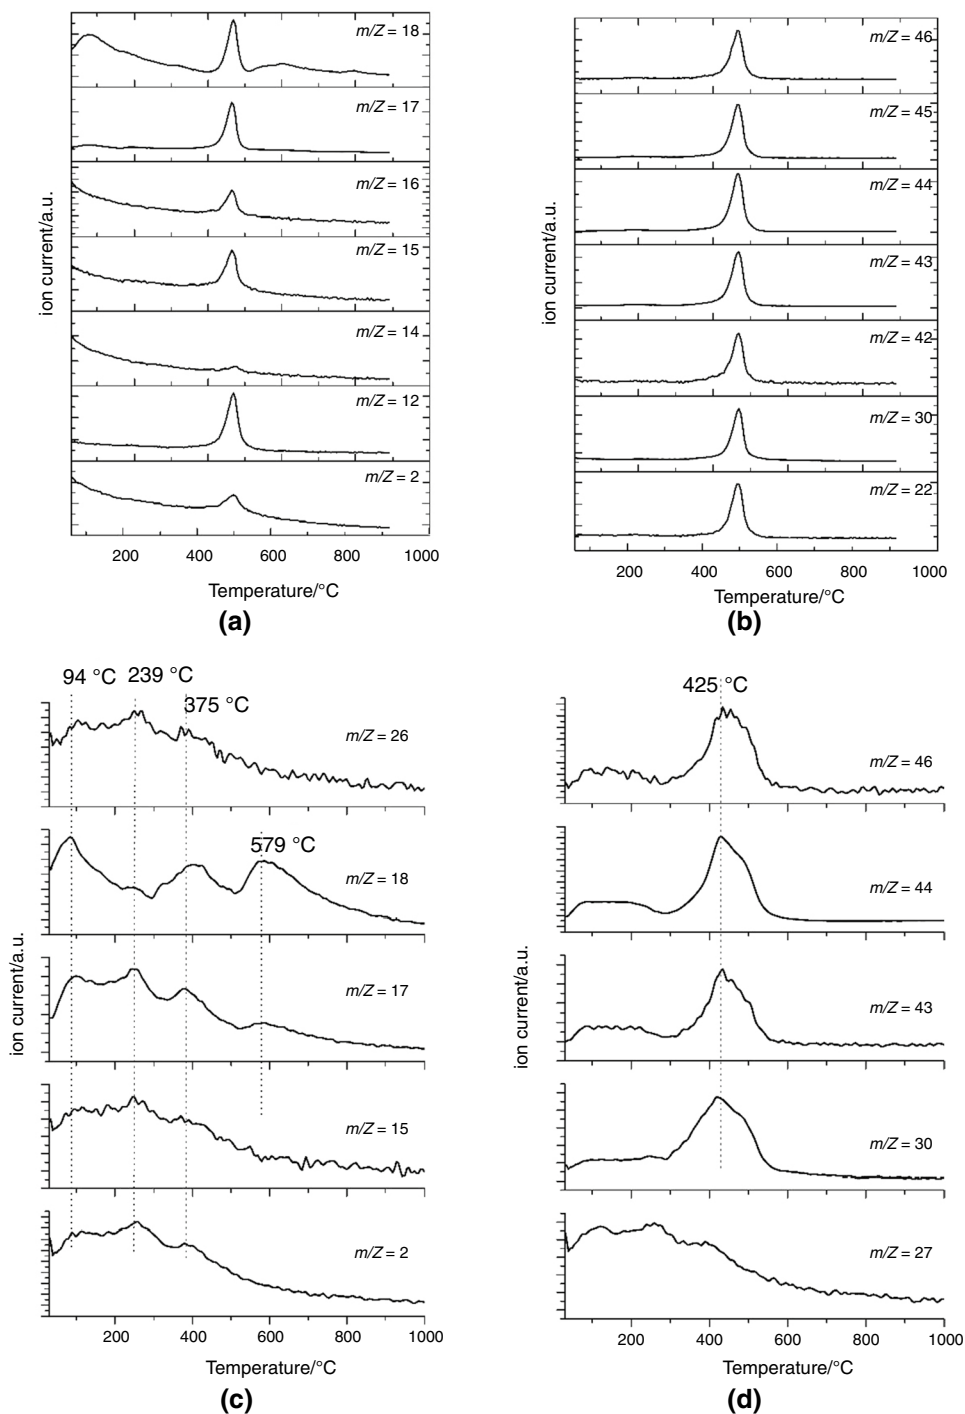 m/Z = 18
m/Z = 17
m/Z = 16
m/Z = 15
m/Z = 14
m/Z = 12
m/Z = 2
ion current/a.u.
200 400 600 800 1000
Temperature/°C
(a)
m/Z = 46
m/Z = 45
m/Z = 44
m/Z = 43
m/Z = 42
m/Z = 30
m/Z = 22
ion current/a.u.
200 400 600 800 1000
Temperature/°C
(b)
94 °C 239 °C
375 °C
m/Z = 26
579 °C
m/Z = 18
m/Z = 17
m/Z = 15
m/Z = 2
ion current/a.u.
200 400 600 800 1000
Temperature/°C
(c)
425 °C
m/Z = 46
m/Z = 44
m/Z = 43
m/Z = 30
m/Z = 27
ion current/a.u.
200 400 600 800 1000
Temperature/°C
(d)